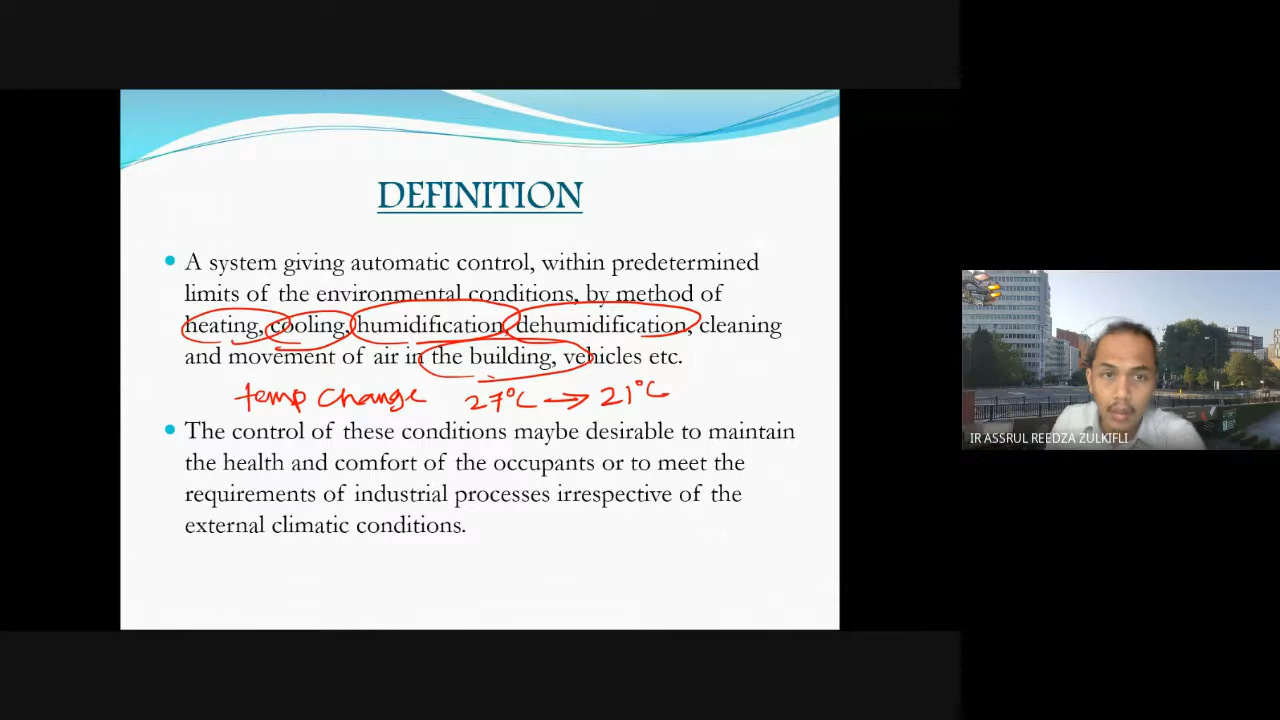 DEFINITION
A system giving automatic control, within predetermined
limits of the environmental conditions, by method of
heating, cooling, humidification, dehumidification, cleaning
and movement of air in the building, vehicles etc.
temp change 27°C → 21°C
The control of these conditions maybe desirable to maintain
the health and comfort of the occupants or to meet the
requirements of industrial processes irrespective of the
external climatic conditions.
IR ASSRUL REEDZA ZULKIFLI